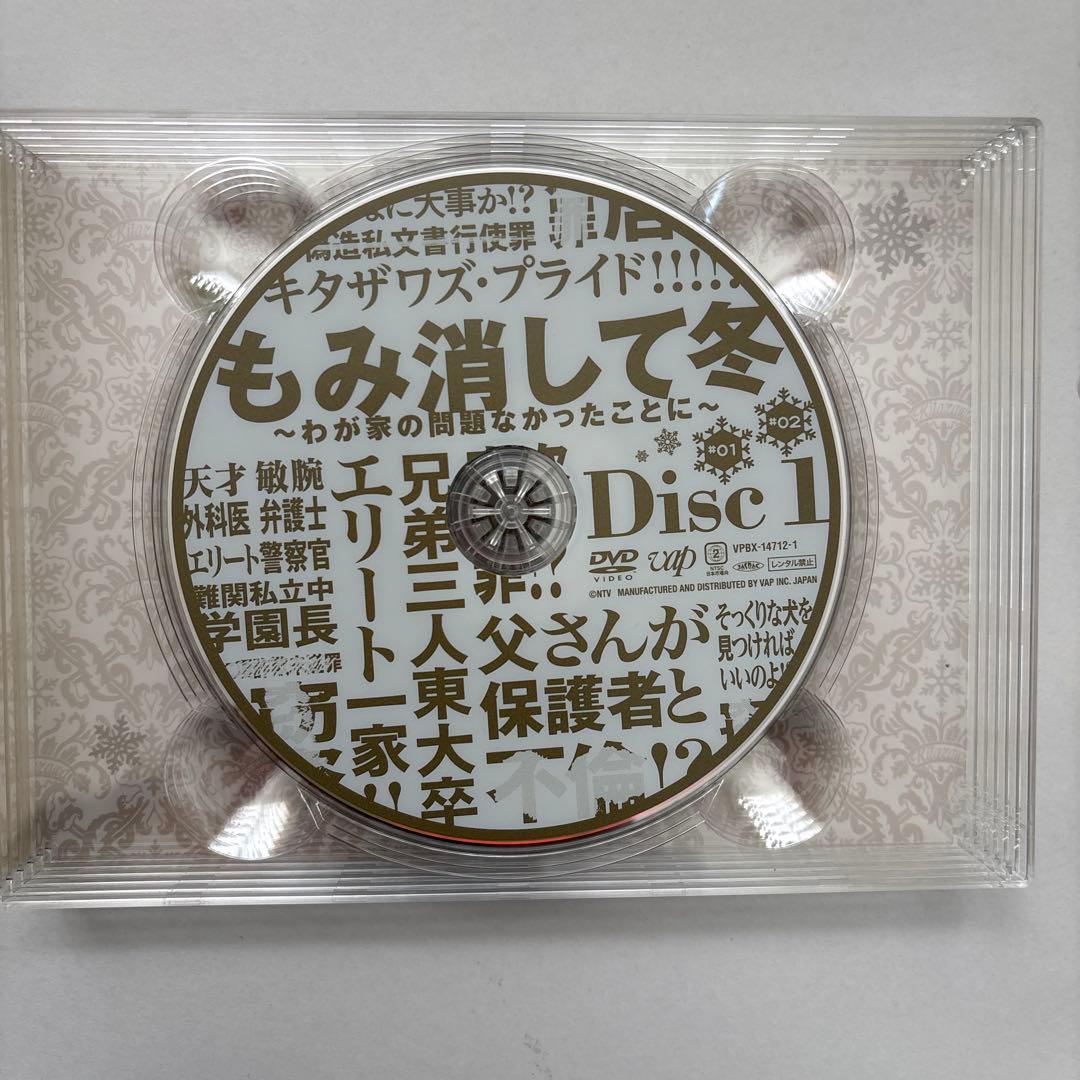 なに大事か!?
偽造私文書行使罪
罪
キタザワズ・プライド!!!!!
もみ消して冬
～わが家の問題なかったことに～
#01
#02
Disc 1
天才 敏腕
外科医 弁護士
エリート警察官
難関私立中
学園長
エリート一家!!
兄弟三人東大卒
罪!?
DVD VIDEO
vap
2 NTSC 日本市場向
レンタル禁止
VPBX-14712-1
©NTV MANUFACTURED AND DISTRIBUTED BY VAP INC. JAPAN
父さんが
保護者と
不倫!?
そっくりな犬を
見つければ
いいのよ!?